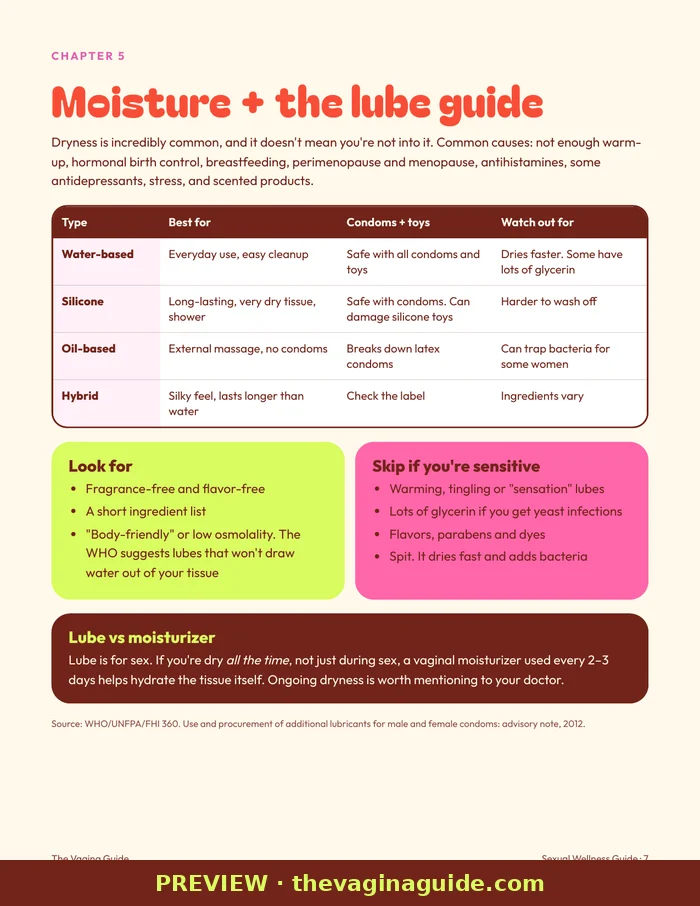 CHAPTER 5
Moisture + the lube guide
Dryness is incredibly common, and it doesn't mean you're not into it. Common causes: not enough warm-
up, hormonal birth control, breastfeeding, perimenopause and menopause, antihistamines, some
antidepressants, stress, and scented products.
Type Best for Condoms + toys Watch out for
Water-based Everyday use, easy cleanup Safe with all condoms and Dries faster. Some have
toys lots of glycerin
Silicone Long-lasting, very dry tissue, Safe with condoms. Can Harder to wash off
shower damage silicone toys
Oil-based External massage, no condoms Breaks down latex Can trap bacteria for
condoms some women
Hybrid Silky feel, lasts longer than Check the label Ingredients vary
water
Look for
• Fragrance-free and flavor-free
• A short ingredient list
• "Body-friendly" or low osmolality. The
WHO suggests lubes that won't draw
water out of your tissue
Skip if you're sensitive
• Warming, tingling or "sensation" lubes
• Lots of glycerin if you get yeast infections
• Flavors, parabens and dyes
• Spit. It dries fast and adds bacteria
Lube vs moisturizer
Lube is for sex. If you're dry all the time, not just during sex, a vaginal moisturizer used every 2–3
days helps hydrate the tissue itself. Ongoing dryness is worth mentioning to your doctor.
Source: WHO/UNFPA/FHI 360. Use and procurement of additional lubricants for male and female condoms: advisory note, 2012.
The Vagina Guide Sexual Wellness Guide · 7
PREVIEW · thevaginaguide.com